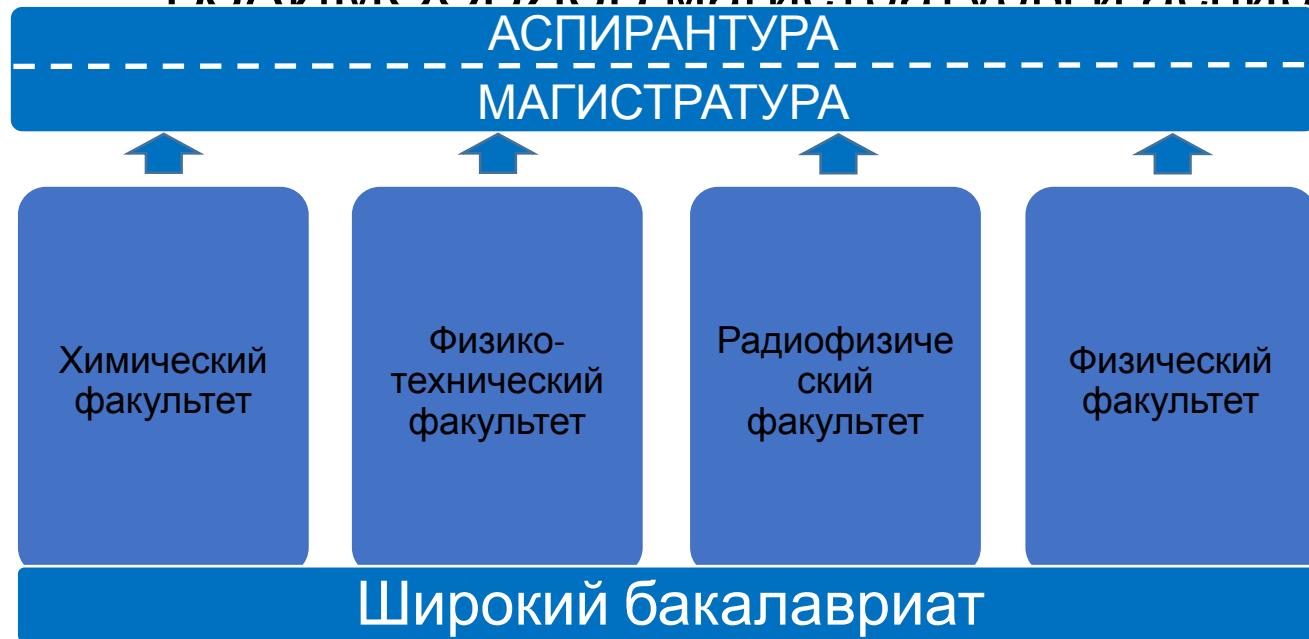 АСПИРАНТУРА
МАГИСТРАТУРА
Химический
факультет
Физико-
технический
факультет
Радиофизиче
ский
факультет
Физический
факультет
Широкий бакалавриат